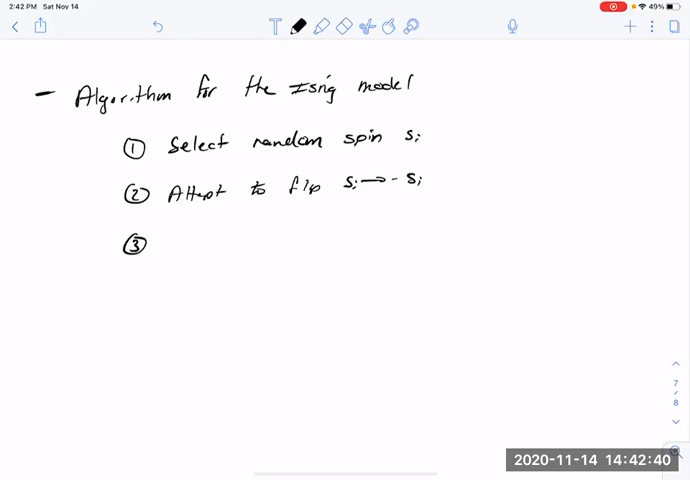 2:42 PM Sat Nov 14
49%
T
- Algorithm for the Ising model
① Select random spin sᵢ
② Attept to flip sᵢ → - sᵢ
③
7
8
2020-11-14 14:42:40